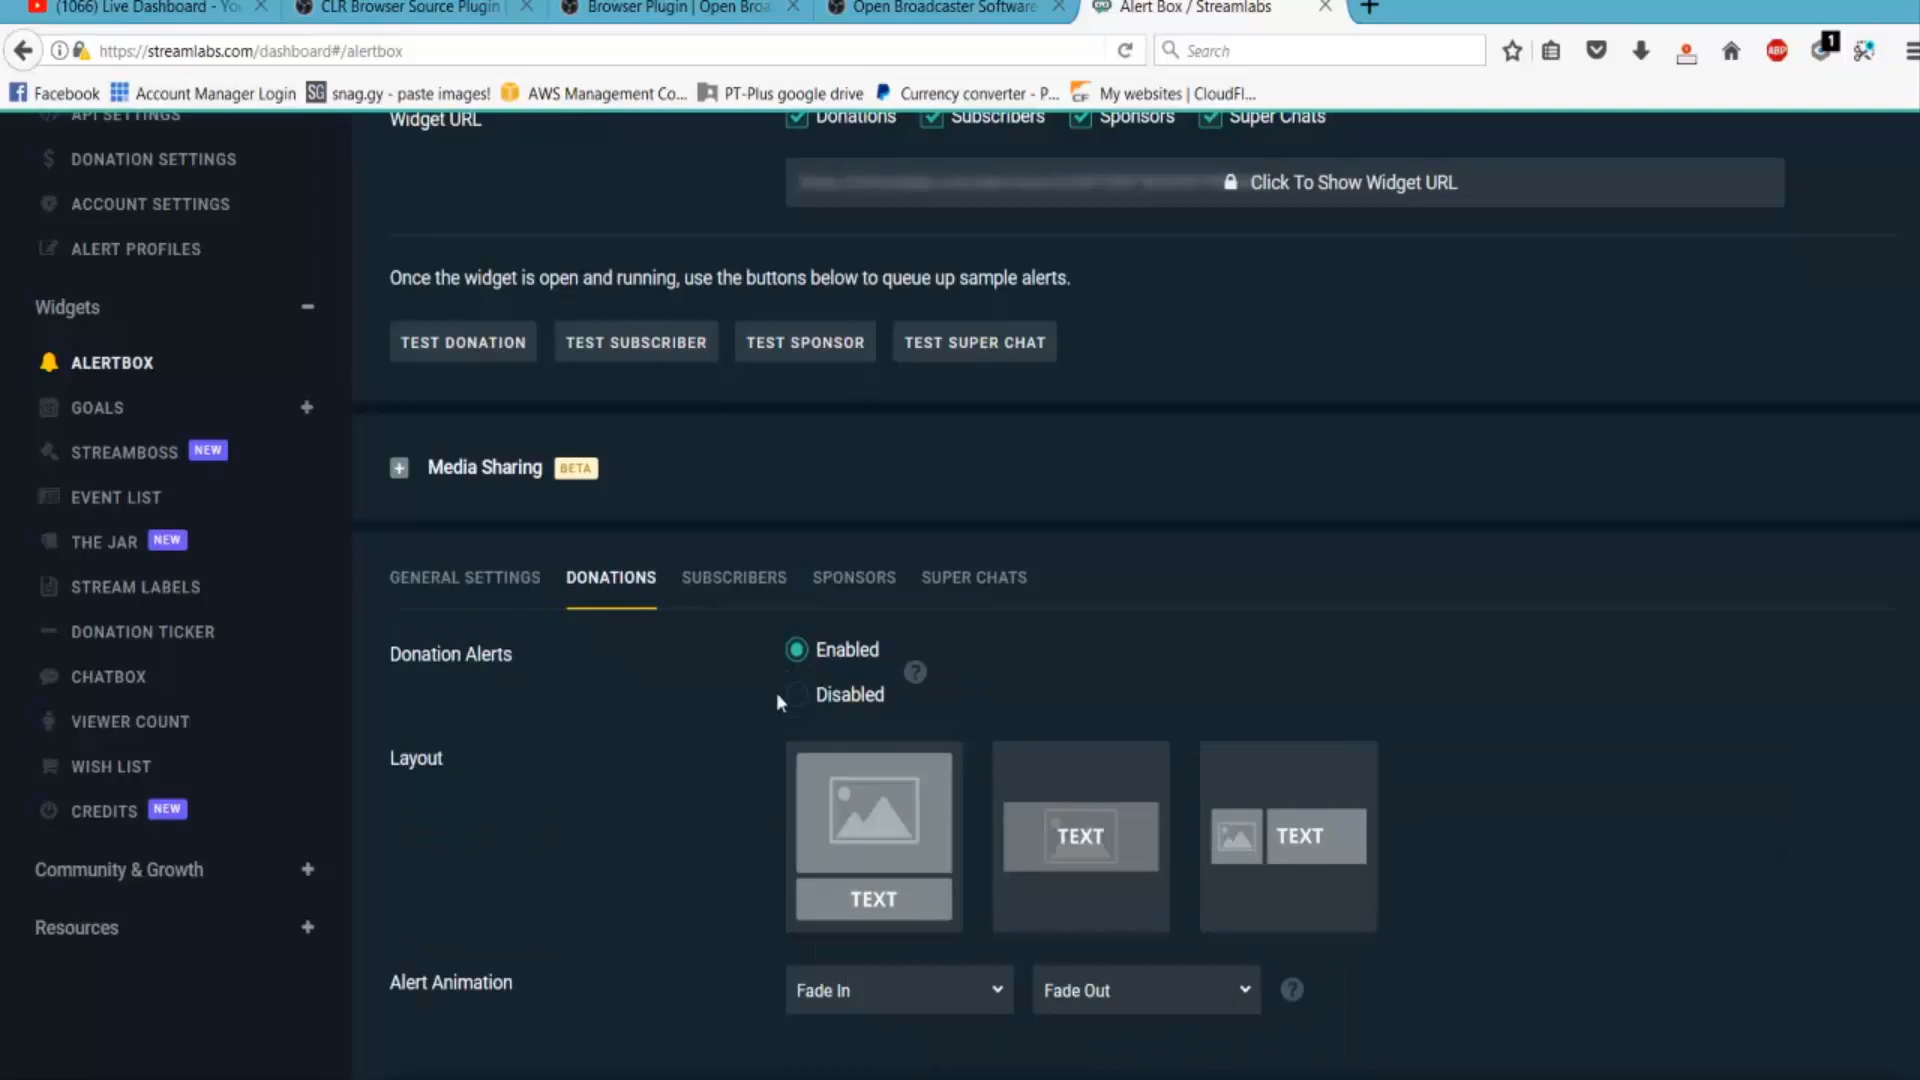 (1066) Live Dashboard - Yo
CLR Browser Source Plugin
Browser Plugin | Open Broa
Open Broadcaster Software
Alert Box / Streamlabs
https://streamlabs.com/dashboard#/alertbox
Search
ABP
1
Facebook
Account Manager Login
SG snag.gy - paste images!
AWS Management Co...
PT-Plus google drive
Currency converter - P...
CF My websites | CloudFl...
API SETTINGS
DONATION SETTINGS
ACCOUNT SETTINGS
ALERT PROFILES
Widgets
ALERTBOX
GOALS
STREAMBOSS NEW
EVENT LIST
THE JAR NEW
STREAM LABELS
DONATION TICKER
CHATBOX
VIEWER COUNT
WISH LIST
CREDITS NEW
Community & Growth
Resources
Widget URL
Donations Subscribers Sponsors Super Chats
Click To Show Widget URL
Once the widget is open and running, use the buttons below to queue up sample alerts.
TEST DONATION TEST SUBSCRIBER TEST SPONSOR TEST SUPER CHAT
Media Sharing BETA
GENERAL SETTINGS DONATIONS SUBSCRIBERS SPONSORS SUPER CHATS
Donation Alerts
Enabled
?
Disabled
Layout
TEXT
TEXT
TEXT
Alert Animation
Fade In
Fade Out
?